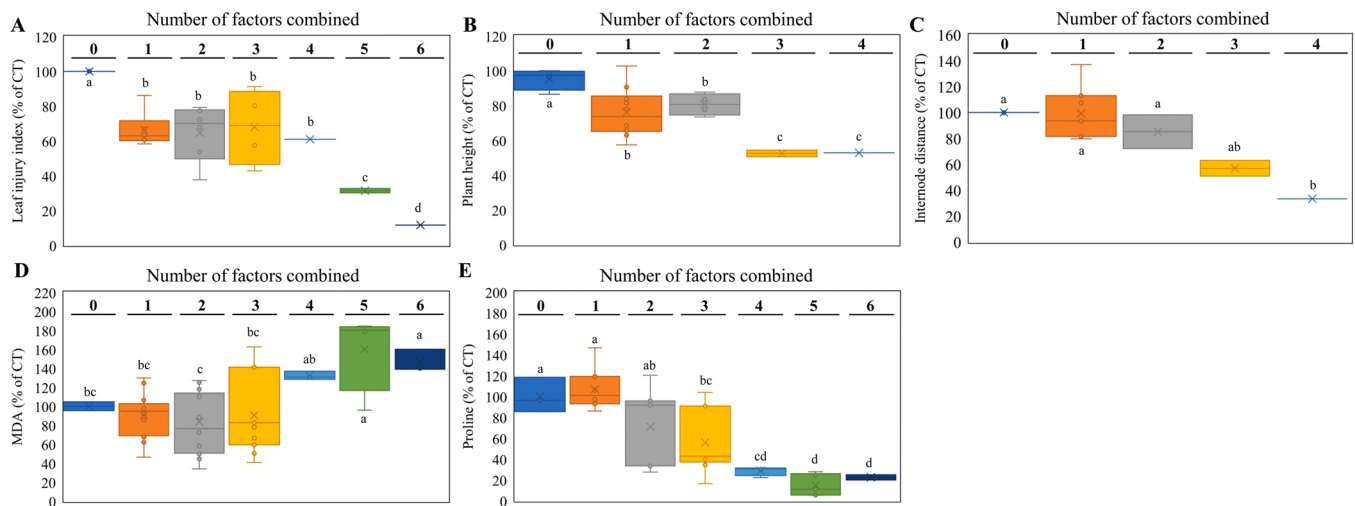 A
Number of factors combined
0 1 2 3 4 5 6
Leaf injury index (% of CT)
120
100
80
60
40
20
0
a
b
b
b
b
c
d
B
Number of factors combined
0 1 2 3 4
Plant height (% of CT)
120
100
80
60
40
20
0
a
b
b
c
c
C
Number of factors combined
0 1 2 3 4
Internode distance (% of CT)
160
140
120
100
80
60
40
20
0
a
a
a
ab
b
D
Number of factors combined
0 1 2 3 4 5 6
MDA (% of CT)
220
200
180
160
140
120
100
80
60
40
20
0
bc
bc
c
bc
ab
a
a
E
Number of factors combined
0 1 2 3 4 5 6
Proline (% of CT)
200
180
160
140
120
100
80
60
40
20
0
a
a
ab
bc
cd
d
d